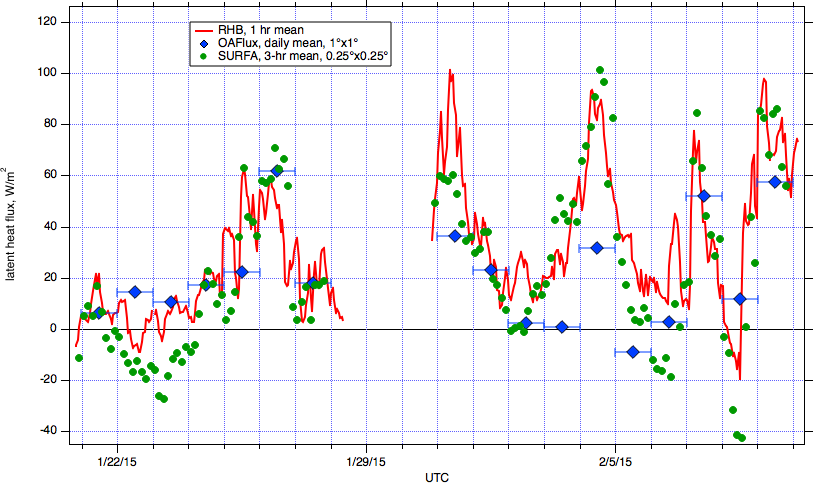 120
100
80
60
40
20
0
-20
-40
latent heat flux, W/m²
RHB, 1 hr mean
OAFlux, daily mean, 1°x1°
SURFA, 3-hr mean, 0.25°x0.25°
1/22/15
1/29/15
2/5/15
UTC